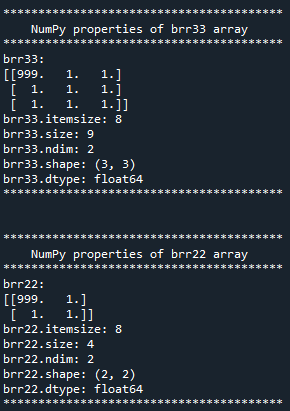 ****************************************
    NumPy properties of brr33 array
****************************************
brr33:
[[999.   1.   1.]
 [  1.   1.   1.]
 [  1.   1.   1.]]
brr33.itemsize: 8
brr33.size: 9
brr33.ndim: 2
brr33.shape: (3, 3)
brr33.dtype: float64
****************************************
****************************************
    NumPy properties of brr22 array
****************************************
brr22:
[[999.   1.]
 [  1.   1.]]
brr22.itemsize: 8
brr22.size: 4
brr22.ndim: 2
brr22.shape: (2, 2)
brr22.dtype: float64
****************************************